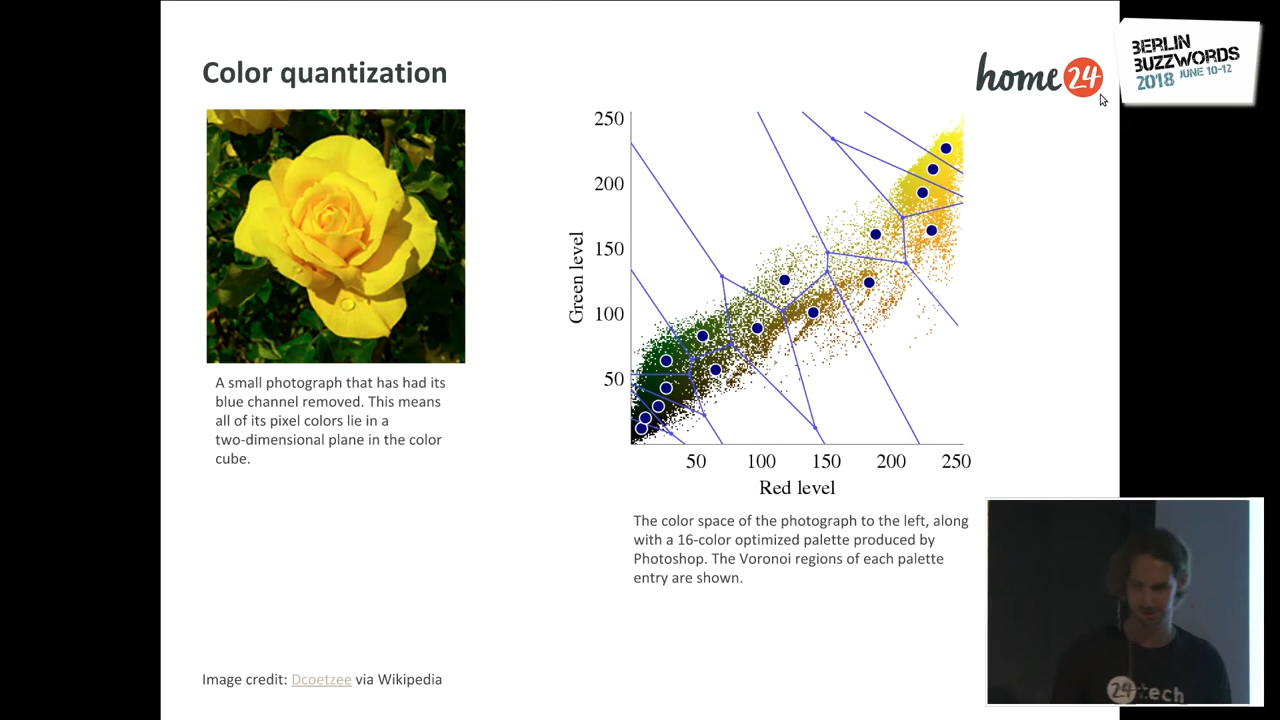 Color quantization
home24
BERLIN
BUZZWORDS
2018 JUNE 10-12
A small photograph that has had its
blue channel removed. This means
all of its pixel colors lie in a
two-dimensional plane in the color
cube.
Green level
250
200
150
100
50
50 100 150 200 250
Red level
The color space of the photograph to the left, along
with a 16-color optimized palette produced by
Photoshop. The Voronoi regions of each palette
entry are shown.
Image credit: Dcoetzee via Wikipedia
24 tech